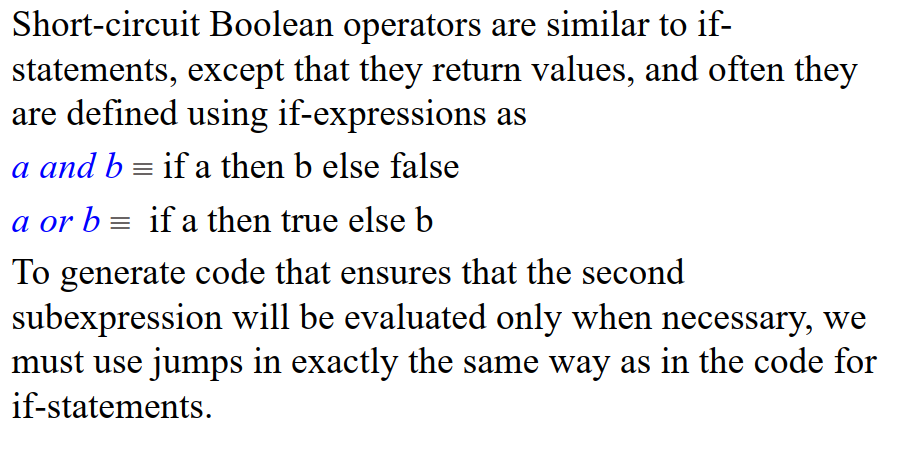 Short-circuit Boolean operators are similar to if-
statements, except that they return values, and often they
are defined using if-expressions as
a and b ≡ if a then b else false
a or b ≡ if a then true else b
To generate code that ensures that the second
subexpression will be evaluated only when necessary, we
must use jumps in exactly the same way as in the code for
if-statements.